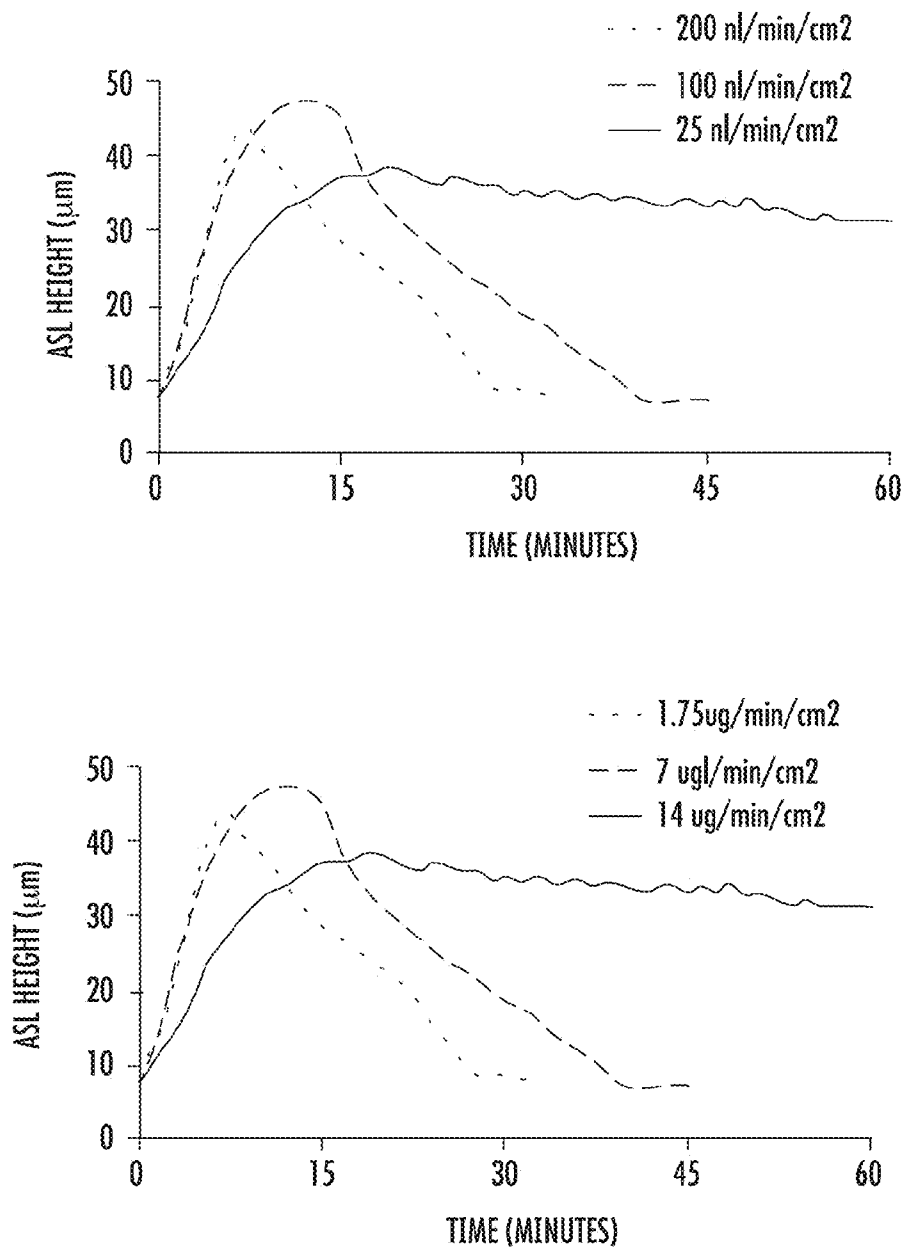 200 nl/min/cm2
100 nl/min/cm2
25 nl/min/cm2
50
40
30
20
10
0
ASL HEIGHT (µm)
0 15 30 45 60
TIME (MINUTES)
1.75ug/min/cm2
7 ugl/min/cm2
14 ug/min/cm2
50
40
30
20
10
0
ASL HEIGHT (µm)
0 15 30 45 60
TIME (MINUTES)